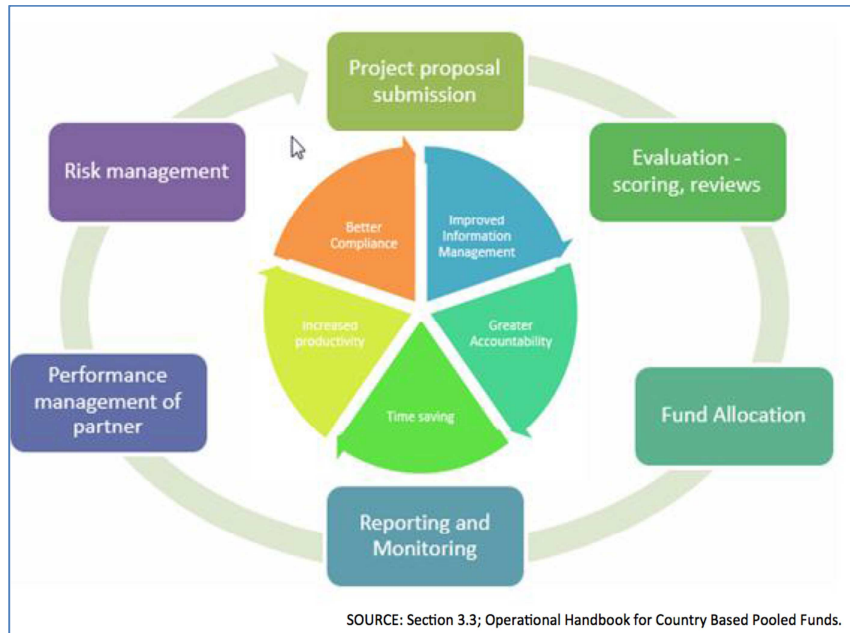 Project proposal
submission
Evaluation -
scoring, reviews
Fund Allocation
Reporting and
Monitoring
Performance
management of
partner
Risk management
Improved
Information
Management
Greater
Accountability
Time saving
Increased
productivity
Better
Compliance
SOURCE: Section 3.3; Operational Handbook for Country Based Pooled Funds.